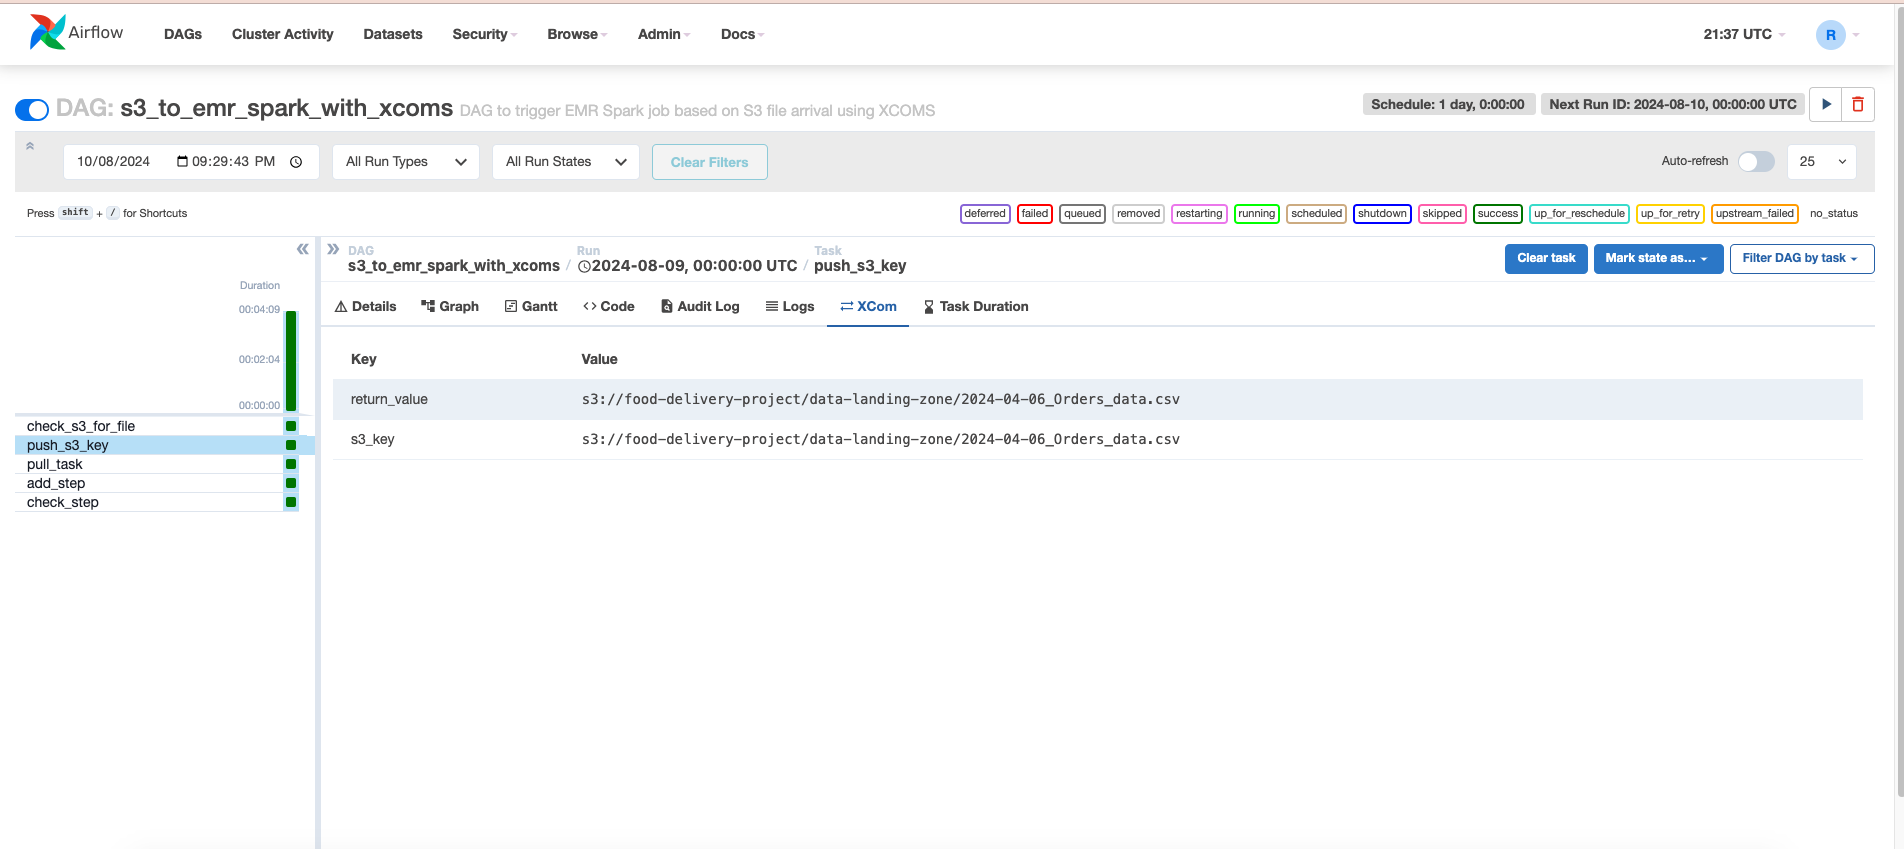 Airflow DAGs Cluster Activity Datasets Security Browse Admin Docs 21:37 UTC R
DAG: s3_to_emr_spark_with_xcoms DAG to trigger EMR Spark job based on S3 file arrival using XCOMS Schedule: 1 day, 0:00:00 Next Run ID: 2024-08-10, 00:00:00 UTC
10/08/2024 09:29:43 PM All Run Types All Run States Clear Filters Auto-refresh 25
Press shift + / for Shortcuts deferred failed queued removed restarting running scheduled shutdown skipped success up_for_reschedule up_for_retry upstream_failed no_status
DAG Run Task
s3_to_emr_spark_with_xcoms / 2024-08-09, 00:00:00 UTC / push_s3_key Clear task Mark state as... Filter DAG by task
Duration
00:04:09
00:02:04
00:00:00
check_s3_for_file
push_s3_key
pull_task
add_step
check_step
Details Graph Gantt Code Audit Log Logs XCom Task Duration
Key Value
return_value s3://food-delivery-project/data-landing-zone/2024-04-06_Orders_data.csv
s3_key s3://food-delivery-project/data-landing-zone/2024-04-06_Orders_data.csv